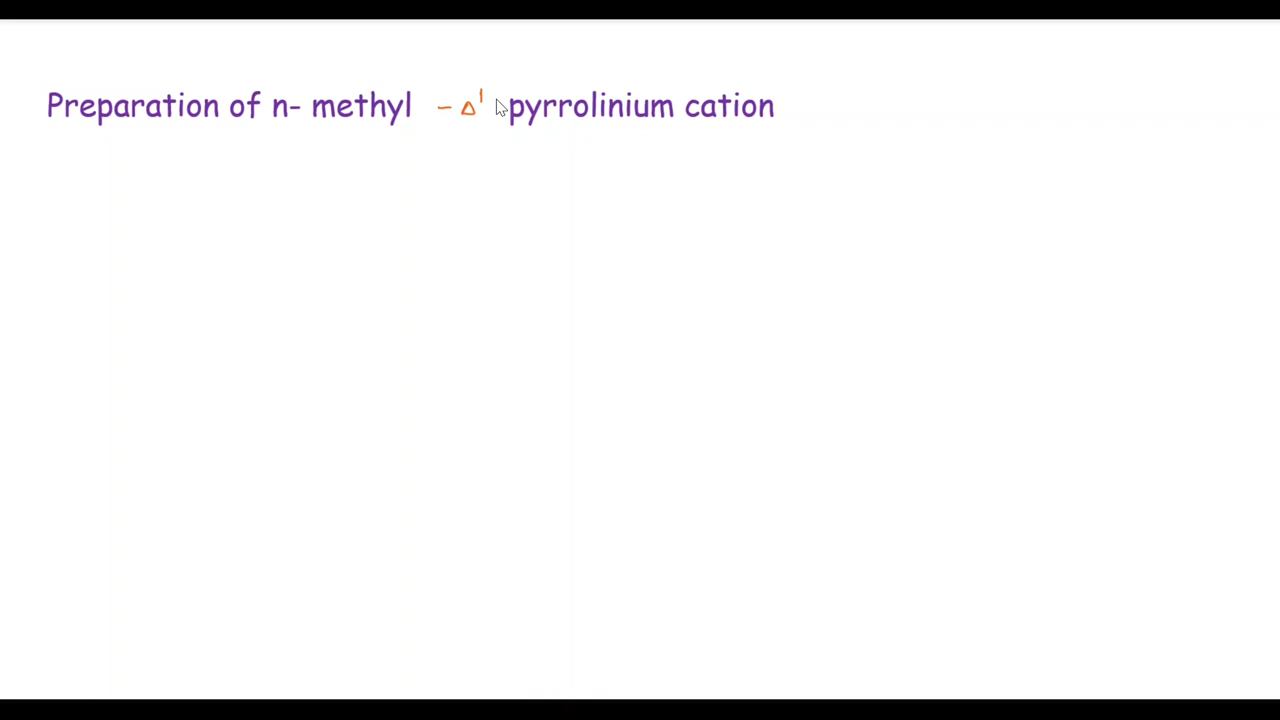 Preparation of n- methyl - Δ¹ pyrrolinium cation